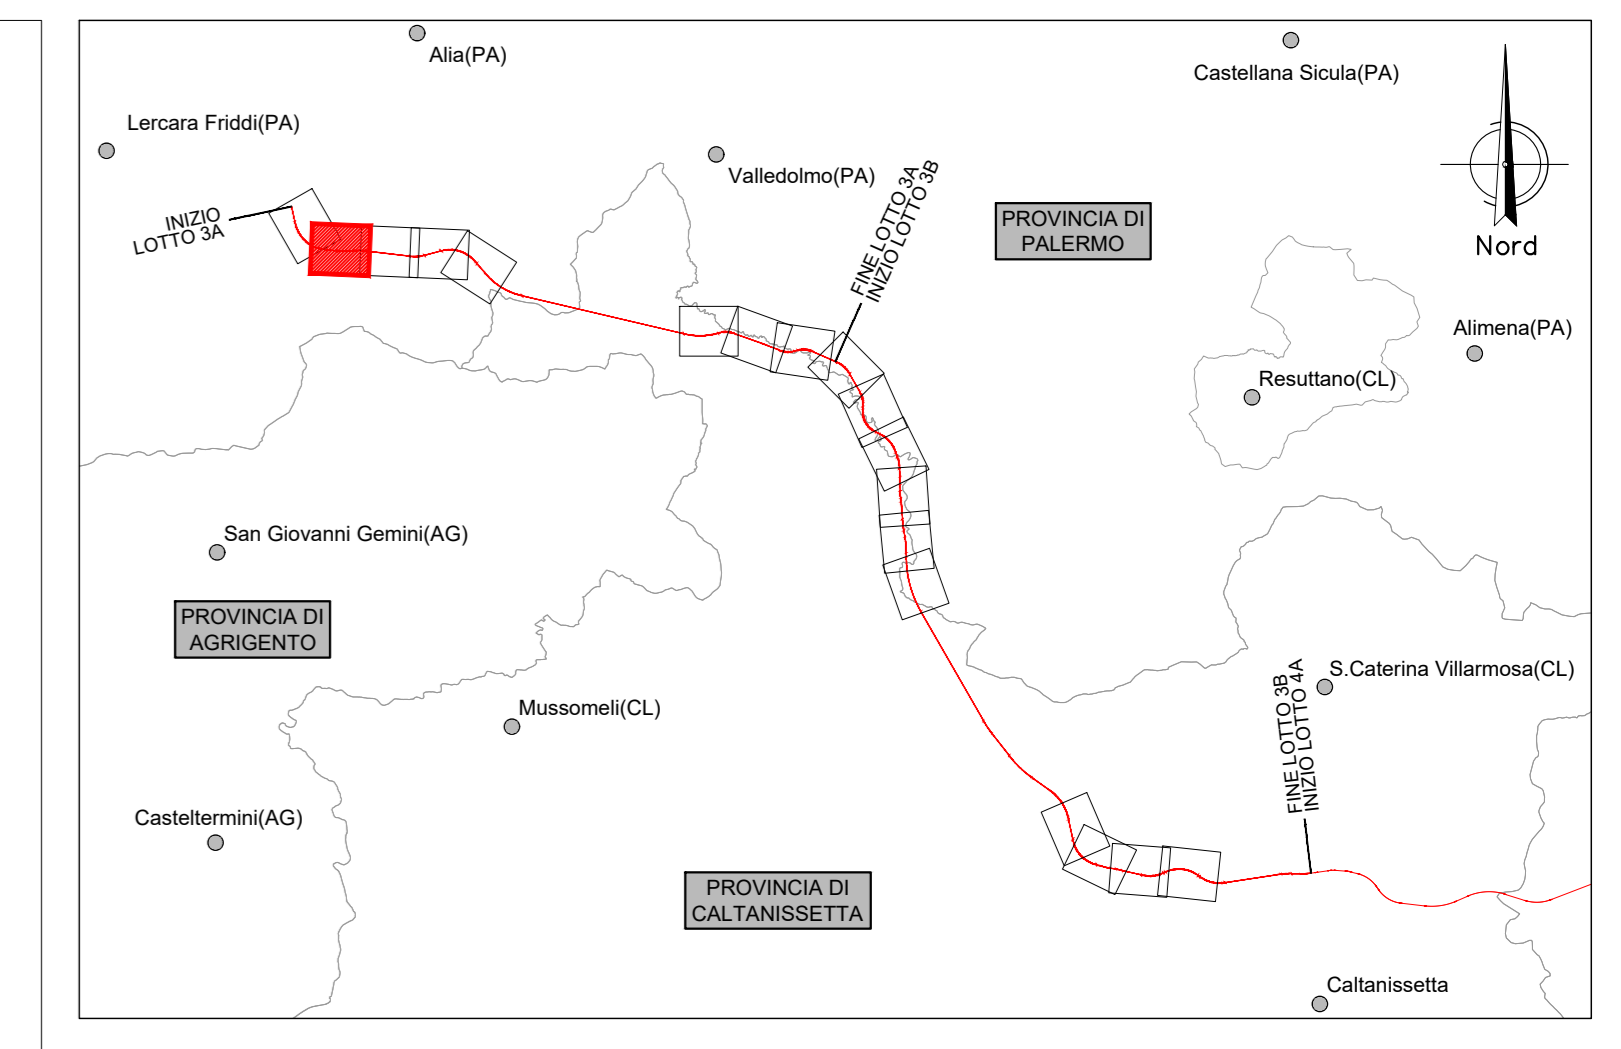 Alia(PA)
Castellana Sicula(PA)
Lercara Friddi(PA)
Valledolmo(PA)
INIZIO
LOTTO 3A
FINE LOTTO 3A
INIZIO LOTTO 3B
PROVINCIA DI
PALERMO
Nord
Alimena(PA)
Resuttano(CL)
San Giovanni Gemini(AG)
PROVINCIA DI
AGRIGENTO
S.Caterina Villarmosa(CL)
FINE LOTTO 3B
INIZIO LOTTO 4A
Mussomeli(CL)
Casteltermini(AG)
PROVINCIA DI
CALTANISSETTA
Caltanissetta